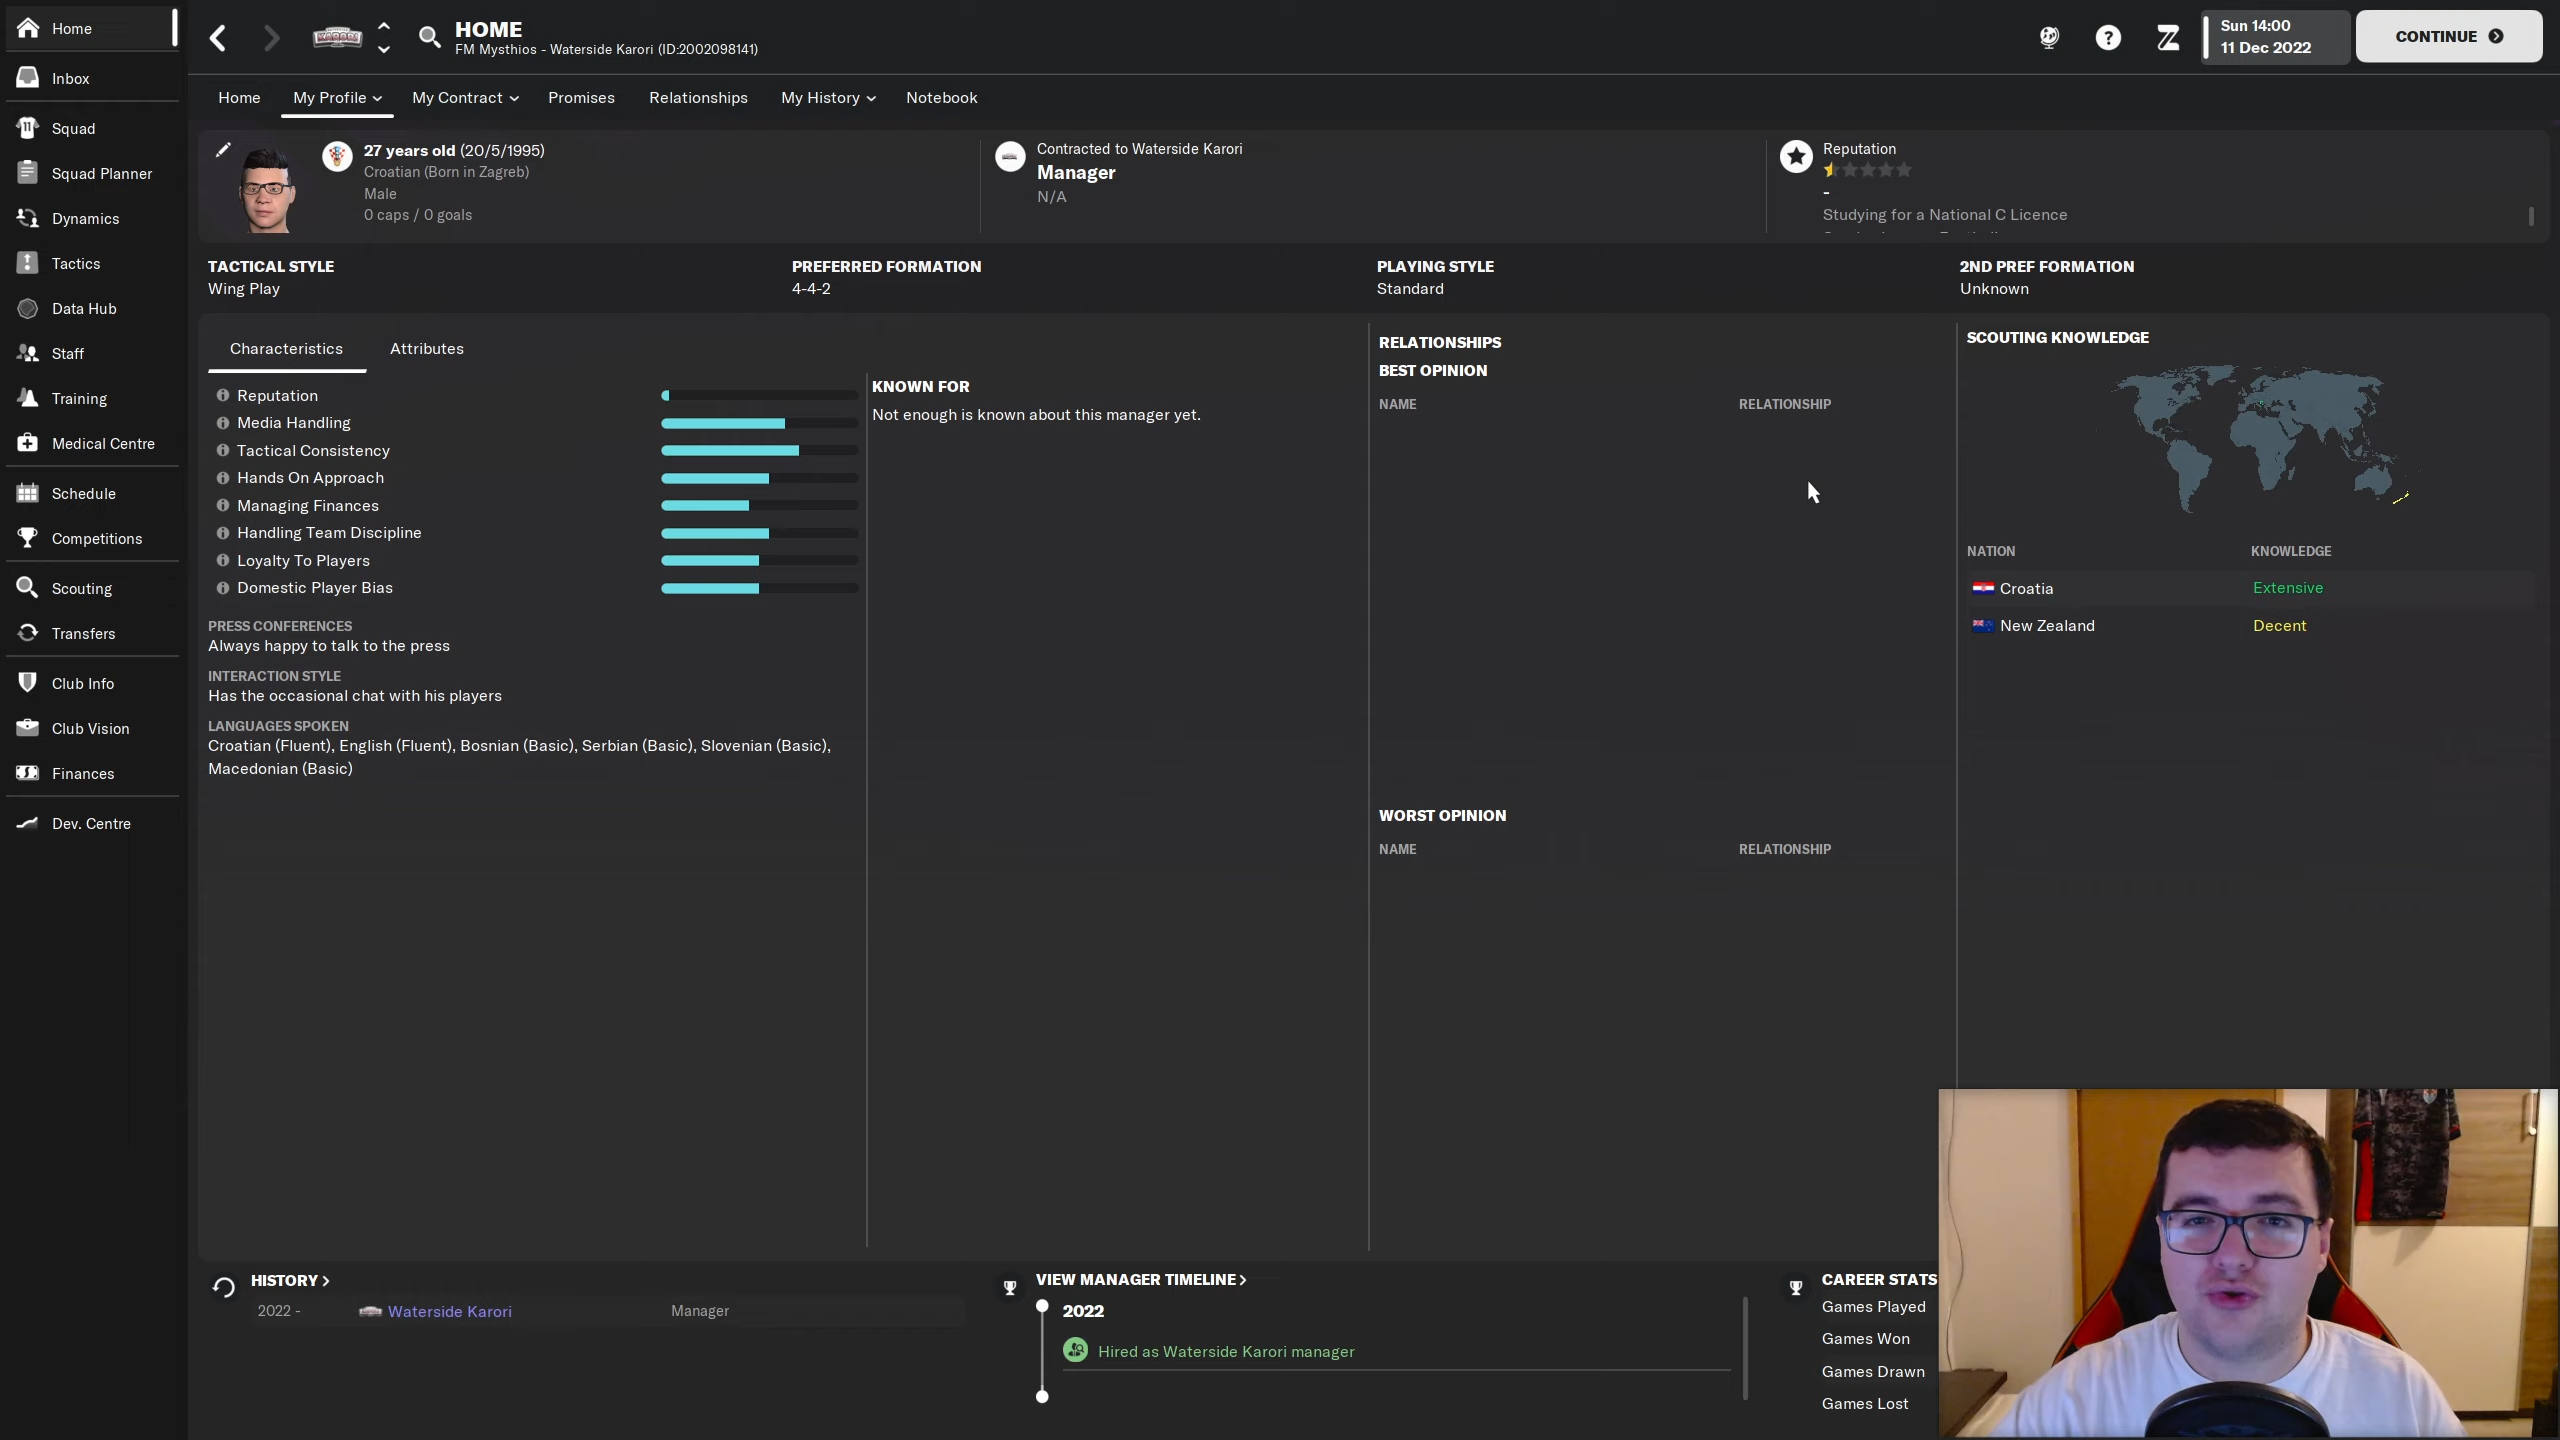 Home
Inbox
Squad
Squad Planner
Dynamics
Tactics
Data Hub
Staff
Training
Medical Centre
Schedule
Competitions
Scouting
Transfers
Club Info
Club Vision
Finances
Dev. Centre
KARORI
HOME
FM Mysthios - Waterside Karori (ID:2002098141)
Sun 14:00
11 Dec 2022
CONTINUE
Home My Profile My Contract Promises Relationships My History Notebook
27 years old (20/5/1995)
Croatian (Born in Zagreb)
Male
0 caps / 0 goals
Contracted to Waterside Karori
Manager
N/A
Reputation
-
Studying for a National C Licence
TACTICAL STYLE
Wing Play
PREFERRED FORMATION
4-4-2
PLAYING STYLE
Standard
2ND PREF FORMATION
Unknown
Characteristics Attributes
Reputation
Media Handling
Tactical Consistency
Hands On Approach
Managing Finances
Handling Team Discipline
Loyalty To Players
Domestic Player Bias
PRESS CONFERENCES
Always happy to talk to the press
INTERACTION STYLE
Has the occasional chat with his players
LANGUAGES SPOKEN
Croatian (Fluent), English (Fluent), Bosnian (Basic), Serbian (Basic), Slovenian (Basic),
Macedonian (Basic)
KNOWN FOR
Not enough is known about this manager yet.
RELATIONSHIPS
BEST OPINION
NAME RELATIONSHIP
WORST OPINION
NAME RELATIONSHIP
SCOUTING KNOWLEDGE
NATION KNOWLEDGE
Croatia Extensive
New Zealand Decent
HISTORY
2022 - Waterside Karori Manager
VIEW MANAGER TIMELINE
2022
Hired as Waterside Karori manager
CAREER STATS
Games Played
Games Won
Games Drawn
Games Lost